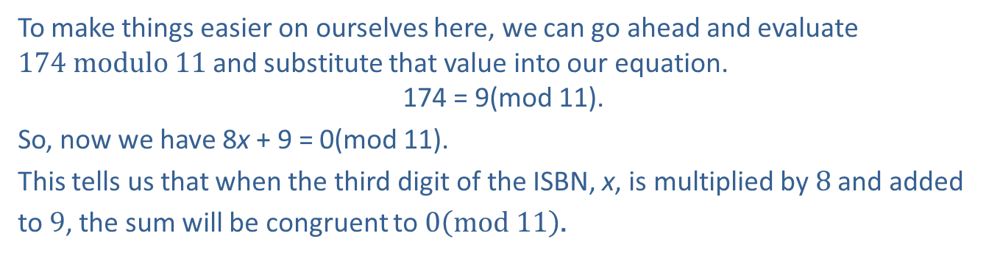 To make things easier on ourselves here, we can go ahead and evaluate
174 modulo 11 and substitute that value into our equation.
174 = 9(mod 11).
So, now we have 8x + 9 = 0(mod 11).
This tells us that when the third digit of the ISBN, x, is multiplied by 8 and added
to 9, the sum will be congruent to 0(mod 11).